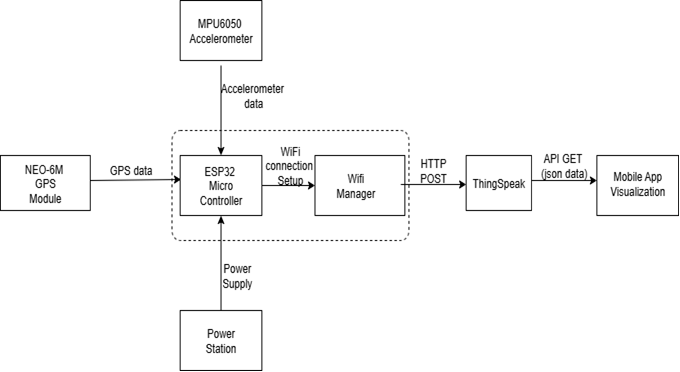 MPU6050
Accelerometer
Accelerometer
data
NEO-6M
GPS
Module
GPS data
ESP32
Micro
Controller
WiFi
connection
Setup
Wifi
Manager
HTTP
POST
ThingSpeak
API GET
(json data)
Mobile App
Visualization
Power
Supply
Power
Station